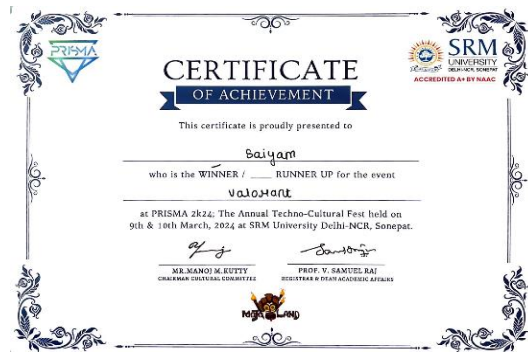 PRISMA
SRM
UNIVERSITY
DELHI-NCR, SONEPAT
ACCREDITED A+ BY NAAC
CERTIFICATE
OF ACHIEVEMENT
This certificate is proudly presented to
Saiyam
who is the WINNER / ___ RUNNER UP for the event
Valorant
at PRISMA 2k24; The Annual Techno-Cultural Fest held on
9th & 10th March, 2024 at SRM University Delhi-NCR, Sonepat.
MR.MANOJ M.KUTTY
CHAIRMAN CULTURAL COMMITTEE
PROF. V. SAMUEL RAJ
REGISTRAR & DEAN ACADEMIC AFFAIRS
LAND